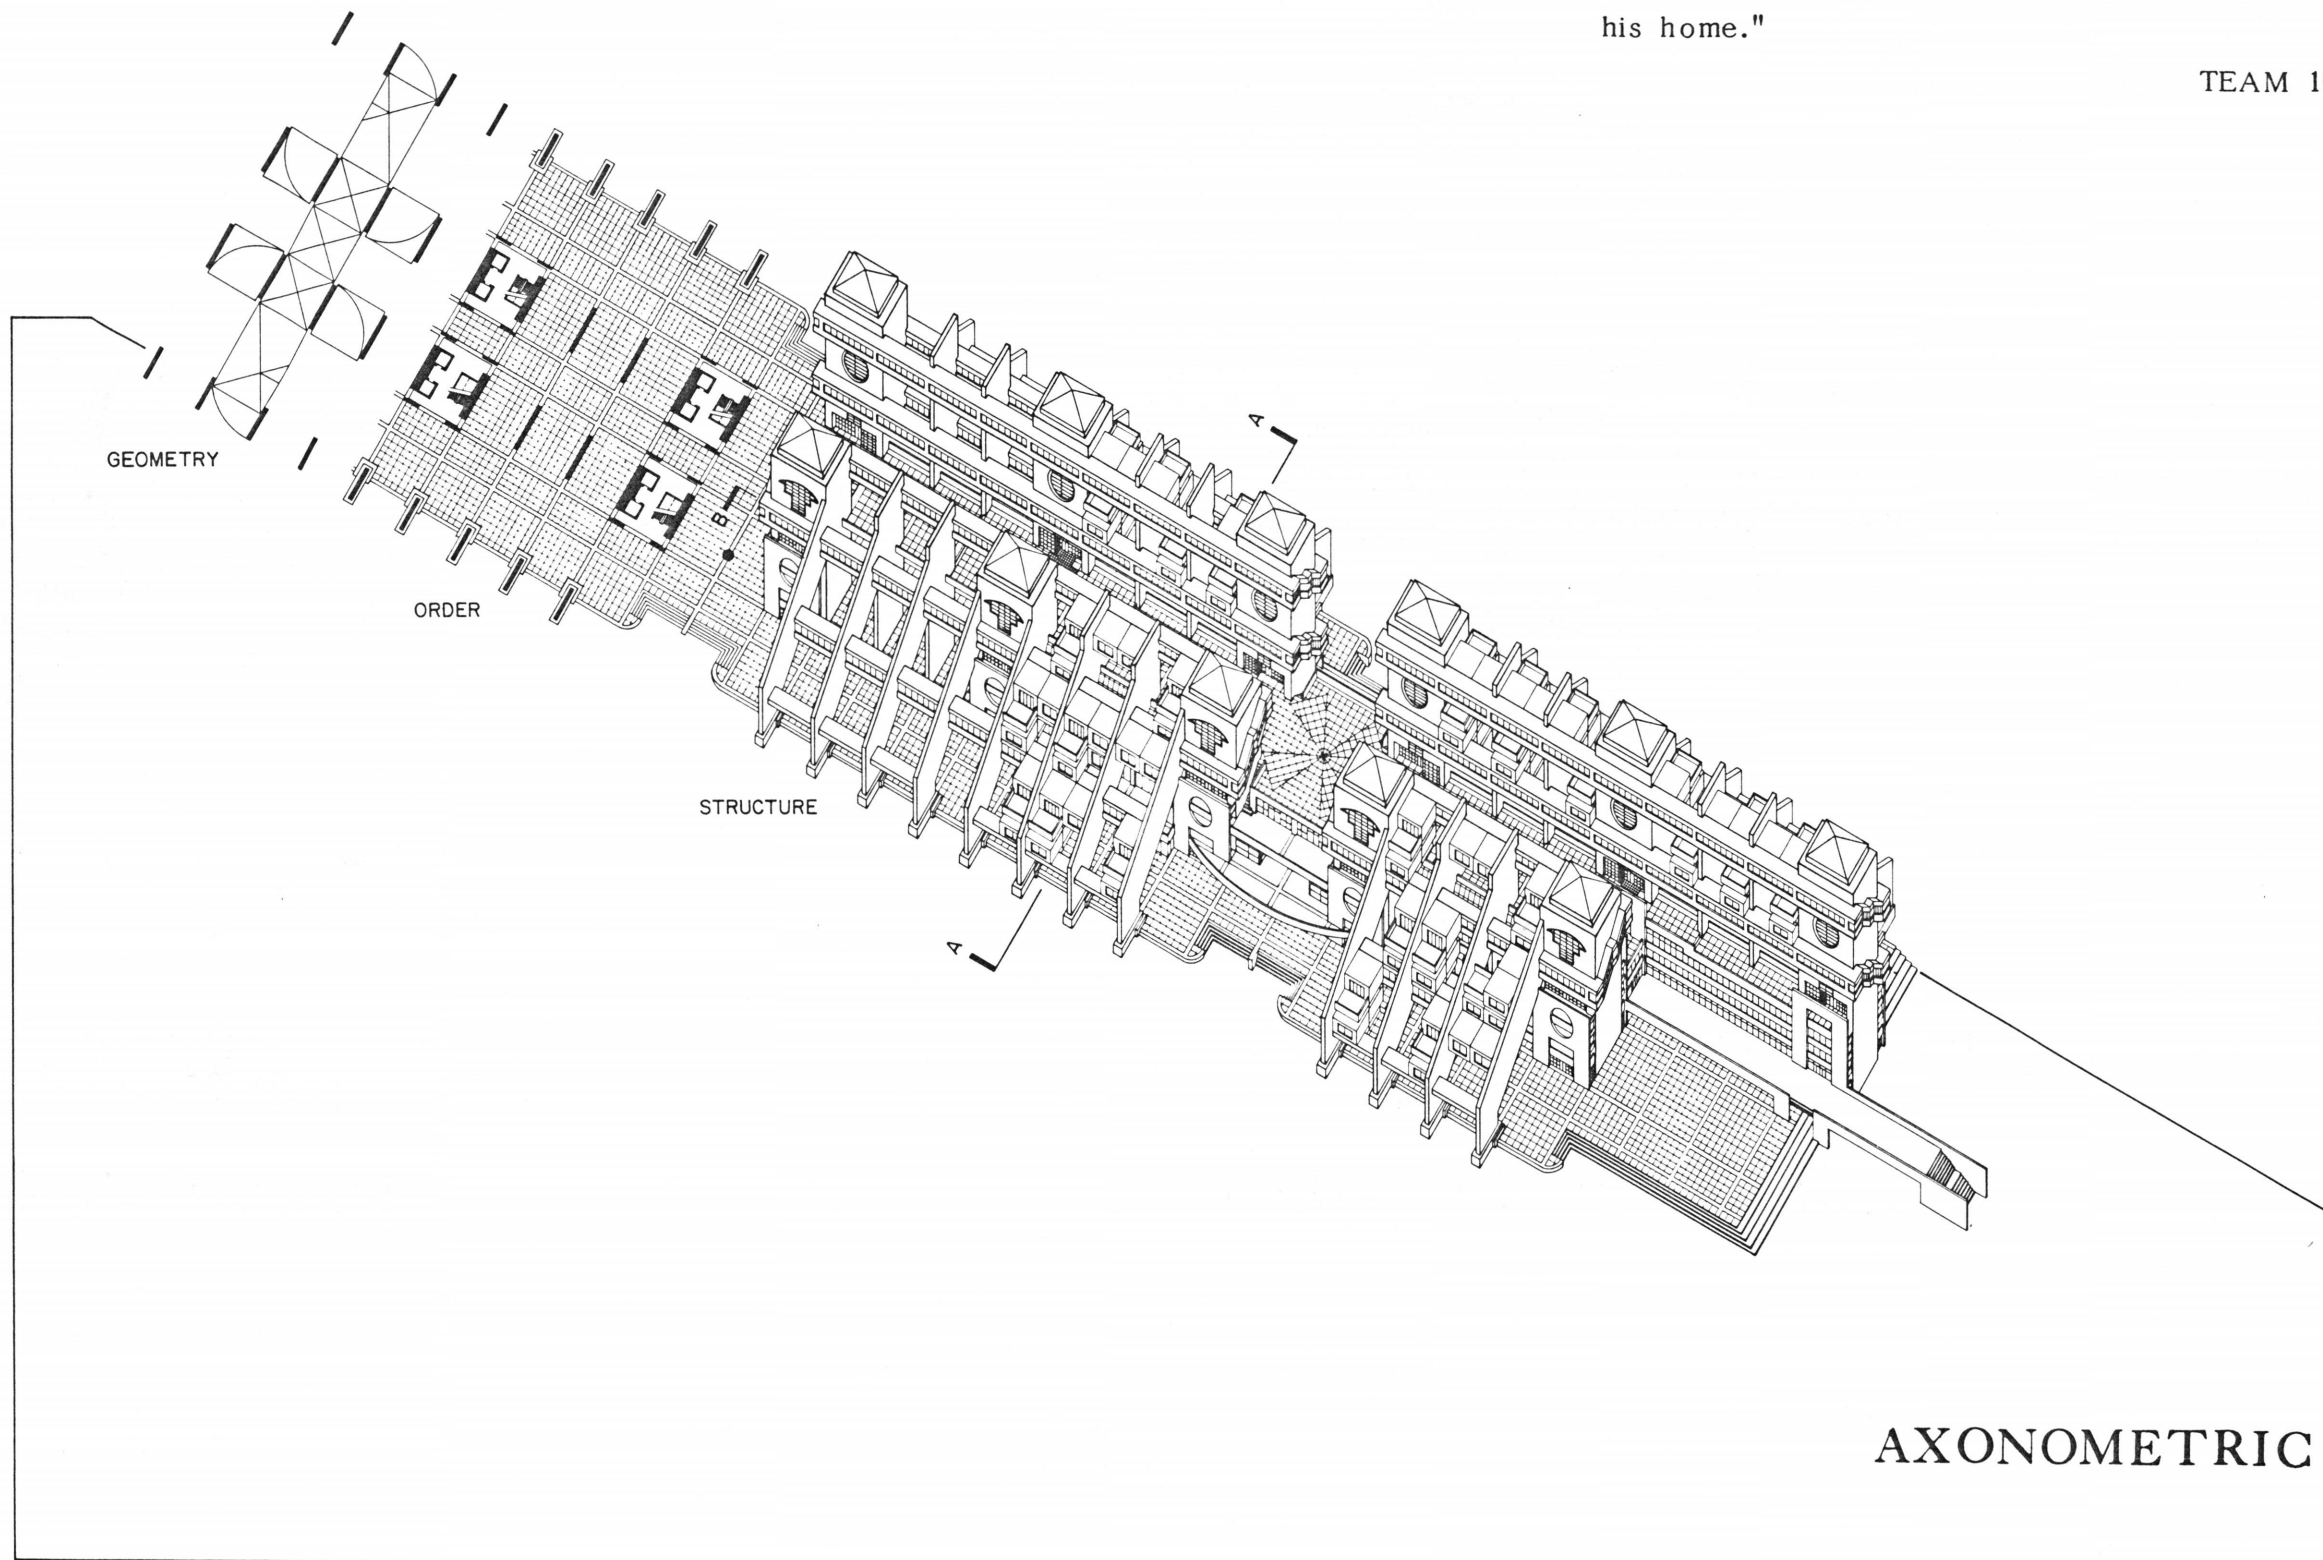 his home."
TEAM 1
A
GEOMETRY
B
ORDER
STRUCTURE
A
AXONOMETRIC